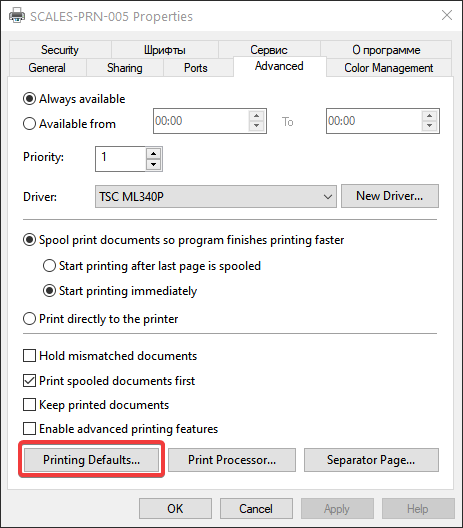 SCALES-PRN-005 Properties
Security Шрифты Сервис О программе
General Sharing Ports Advanced Color Management
Always available
Available from 00:00 To 00:00
Priority: 1
Driver: TSC ML340P New Driver...
Spool print documents so program finishes printing faster
Start printing after last page is spooled
Start printing immediately
Print directly to the printer
Hold mismatched documents
Print spooled documents first
Keep printed documents
Enable advanced printing features
Printing Defaults... Print Processor... Separator Page...
OK Cancel Apply Help